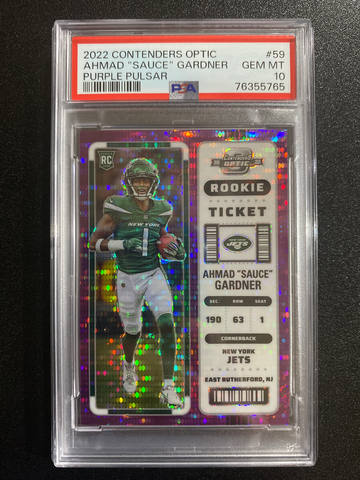 2022 CONTENDERS OPTIC #59
AHMAD "SAUCE" GARDNER GEM MT
PURPLE PULSAR 10
PSA 76355765
RC
CONTENDERS
OPTIC
ROOKIE
TICKET
JETS
AHMAD "SAUCE"
GARDNER
SEC. ROW SEAT
190 63 1
CORNERBACK
NEW YORK
JETS
EAST RUTHERFORD, NJ
NEW YORK
1